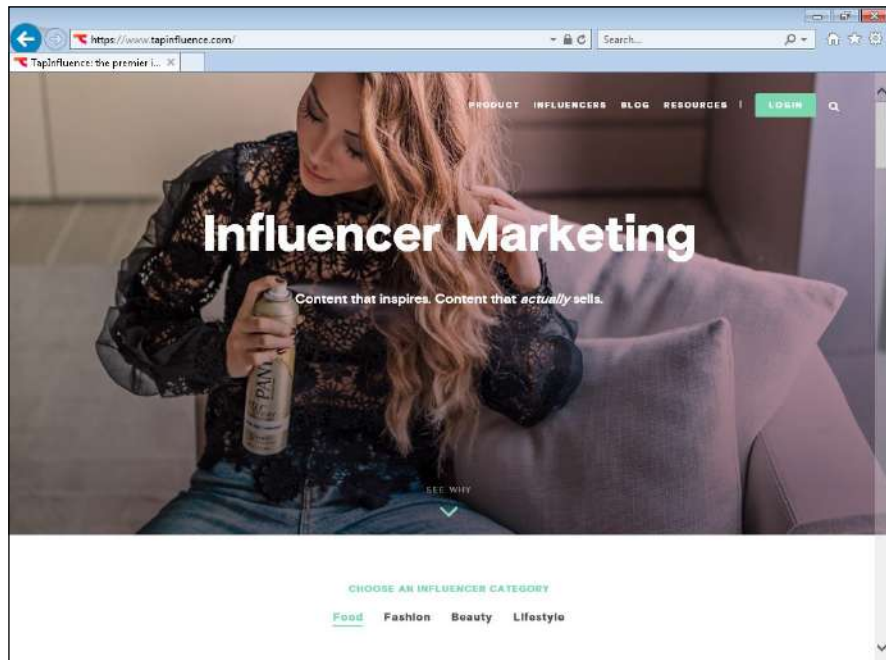 https://www.tapinfluence.com/
Search...
TapInfluence: the premier i...
PRODUCT INFLUENCERS BLOG RESOURCES | LOGIN
Influencer Marketing
Content that inspires. Content that actually sells.
PANT
SEE WHY
CHOOSE AN INFLUENCER CATEGORY
Food Fashion Beauty Lifestyle